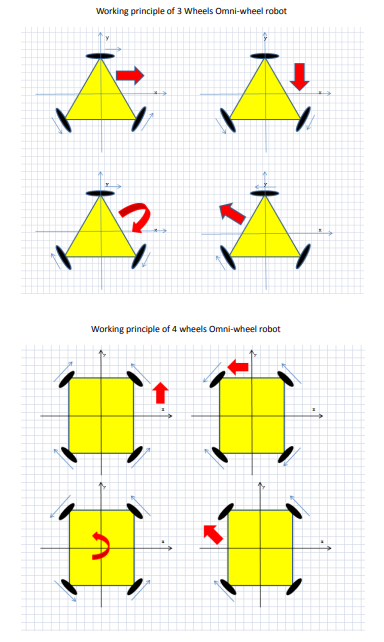 Working principle of 3 Wheels Omni-wheel robot
y
x
y
x
y
x
y
x
Working principle of 4 wheels Omni-wheel robot
y
x
y
x
y
x
y
x